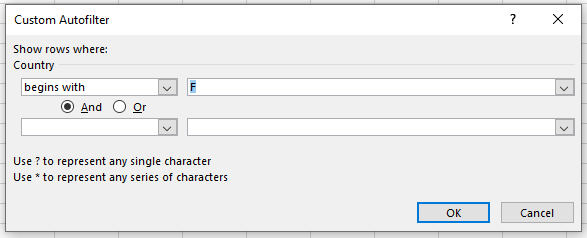 Custom Autofilter ? ×
Show rows where:
Country
begins with F
And Or
Use ? to represent any single character
Use * to represent any series of characters
OK Cancel